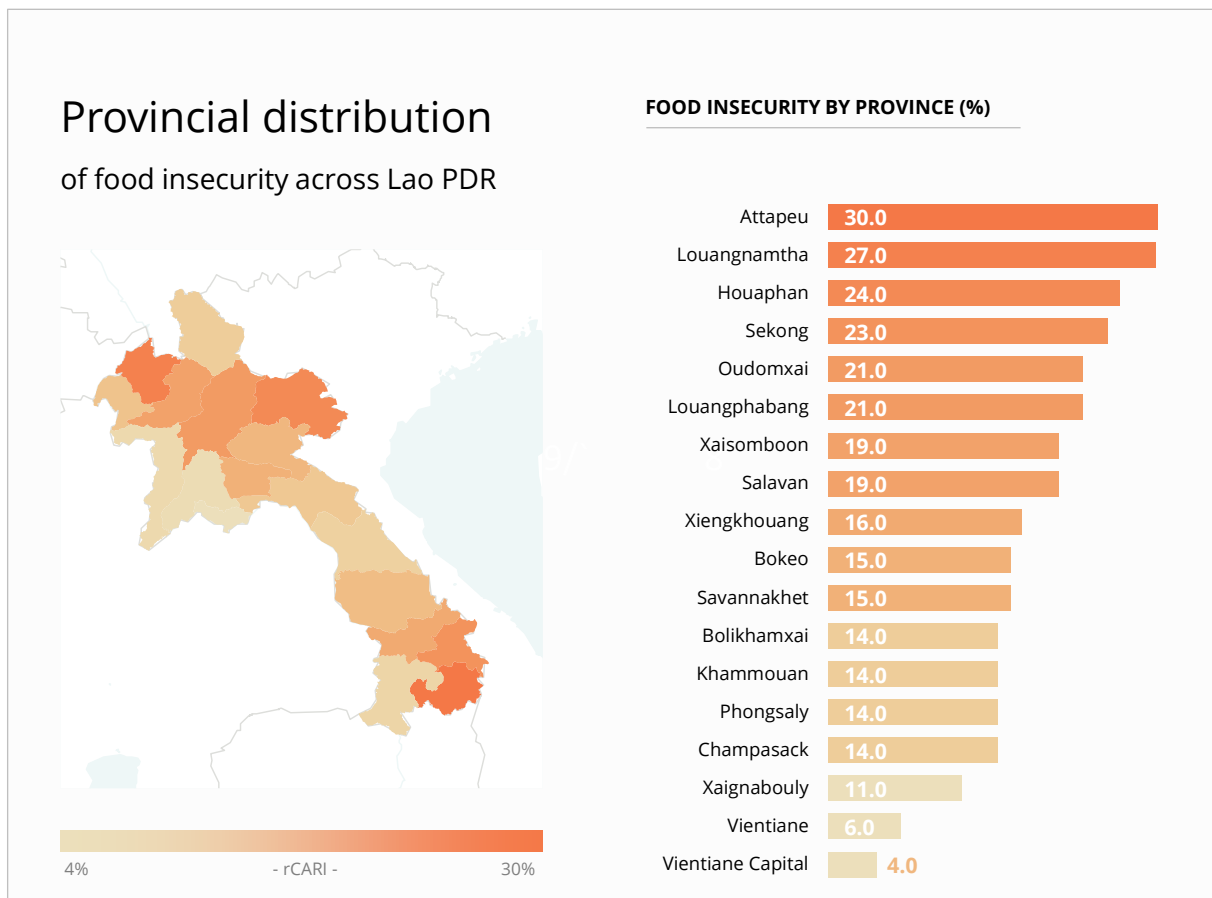 Provincial distribution
of food insecurity across Lao PDR
4%
- rCARI -
30%
FOOD INSECURITY BY PROVINCE (%)
Attapeu 30.0
Louangnamtha 27.0
Houaphan 24.0
Sekong 23.0
Oudomxai 21.0
Louangphabang 21.0
Xaisomboon 19.0
Salavan 19.0
Xiengkhouang 16.0
Bokeo 15.0
Savannakhet 15.0
Bolikhamxai 14.0
Khammouan 14.0
Phongsaly 14.0
Champasack 14.0
Xaignabouly 11.0
Vientiane 6.0
Vientiane Capital 4.0